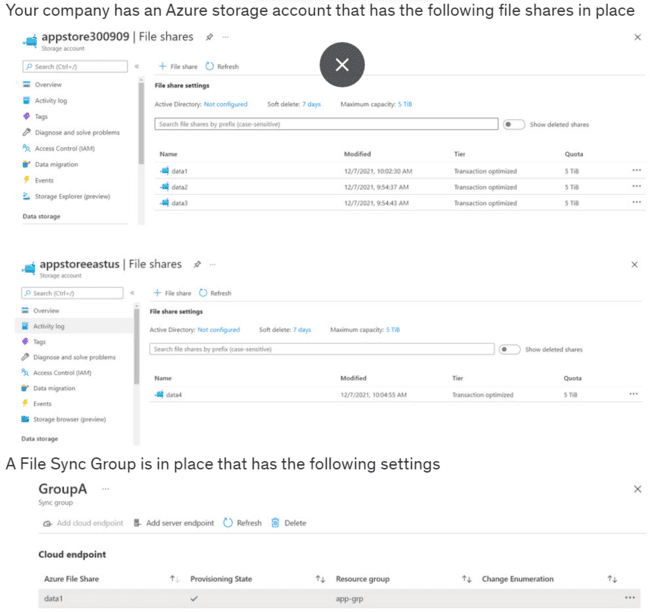 Your company has an Azure storage account that has the following file shares in place
appstore300909 | File shares
Storage account
Search (Ctrl+/)
+ File share Refresh
Overview
File share settings
Activity log
Active Directory: Not configured Soft delete: 7 days Maximum capacity: 5 TiB
Tags
Search file shares by prefix (case-sensitive) Show deleted shares
Diagnose and solve problems
Access Control (IAM)
Name Modified Tier Quota
Data migration
data1 12/7/2021, 10:02:30 AM Transaction optimized 5 TiB
Events
data2 12/7/2021, 9:54:37 AM Transaction optimized 5 TiB
Storage Explorer (preview)
data3 12/7/2021, 9:54:43 AM Transaction optimized 5 TiB
Data storage
appstoreeastus | File shares
Storage account
Search (Ctrl+/)
+ File share Refresh
Overview
File share settings
Activity log
Active Directory: Not configured Soft delete: 7 days Maximum capacity: 5 TiB
Tags
Search file shares by prefix (case-sensitive) Show deleted shares
Diagnose and solve problems
Access Control (IAM)
Name Modified Tier Quota
Data migration
data4 12/7/2021, 10:04:55 AM Transaction optimized 5 TiB
Events
Storage browser (preview)
Data storage
A File Sync Group is in place that has the following settings
GroupA
Sync group
Add cloud endpoint Add server endpoint Refresh Delete
Cloud endpoint
Azure File Share Provisioning State Resource group Change Enumeration
data1 app-grp